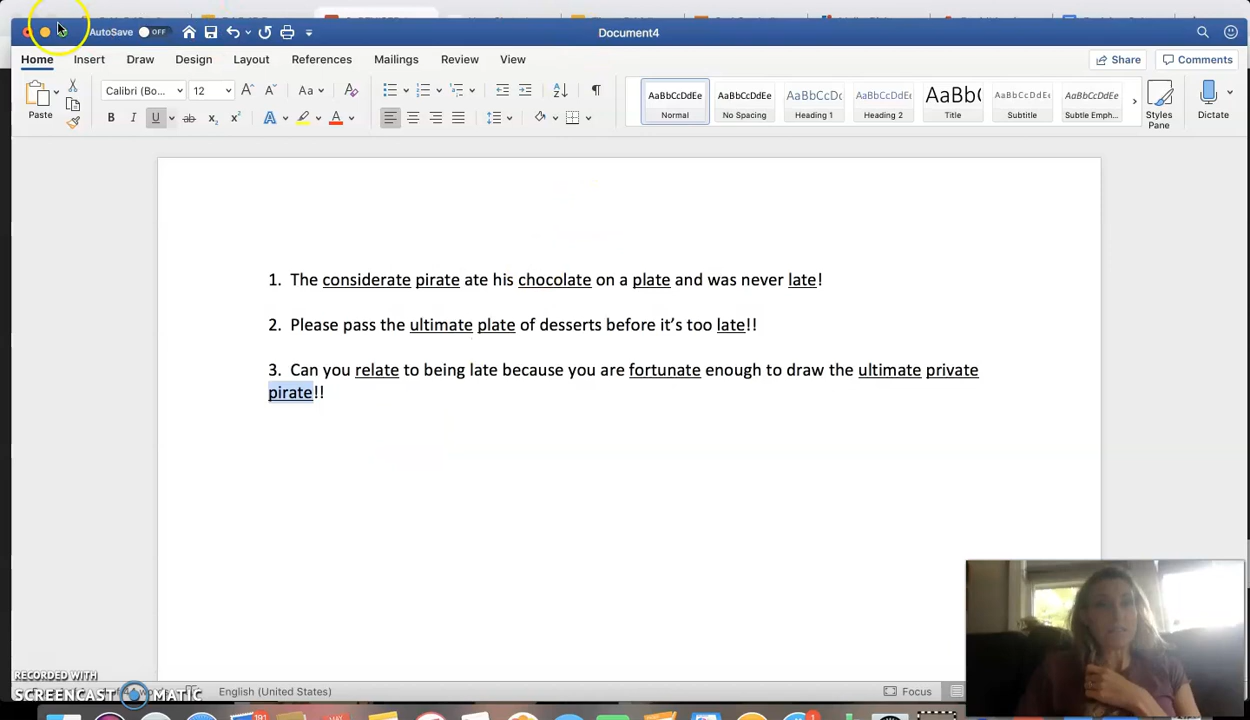 AutoSave OFF
Document4
Home Insert Draw Design Layout References Mailings Review View Share Comments
Paste
Calibri (Bo... 12
AaBbCcDdEe Normal
AaBbCcDdEe No Spacing
AaBbCcDc Heading 1
AaBbCcDdEe Heading 2
AaBbCcDc Title
AaBbCcDdEe Subtitle
AaBbCcDdEe Subtle Emph...
Styles Pane
Dictate
1. The considerate pirate ate his chocolate on a plate and was never late!
2. Please pass the ultimate plate of desserts before it’s too late!!
3. Can you relate to being late because you are fortunate enough to draw the ultimate private
pirate!!
RECORDED WITH
SCREENCAST MATIC
English (United States)
Focus
191
1